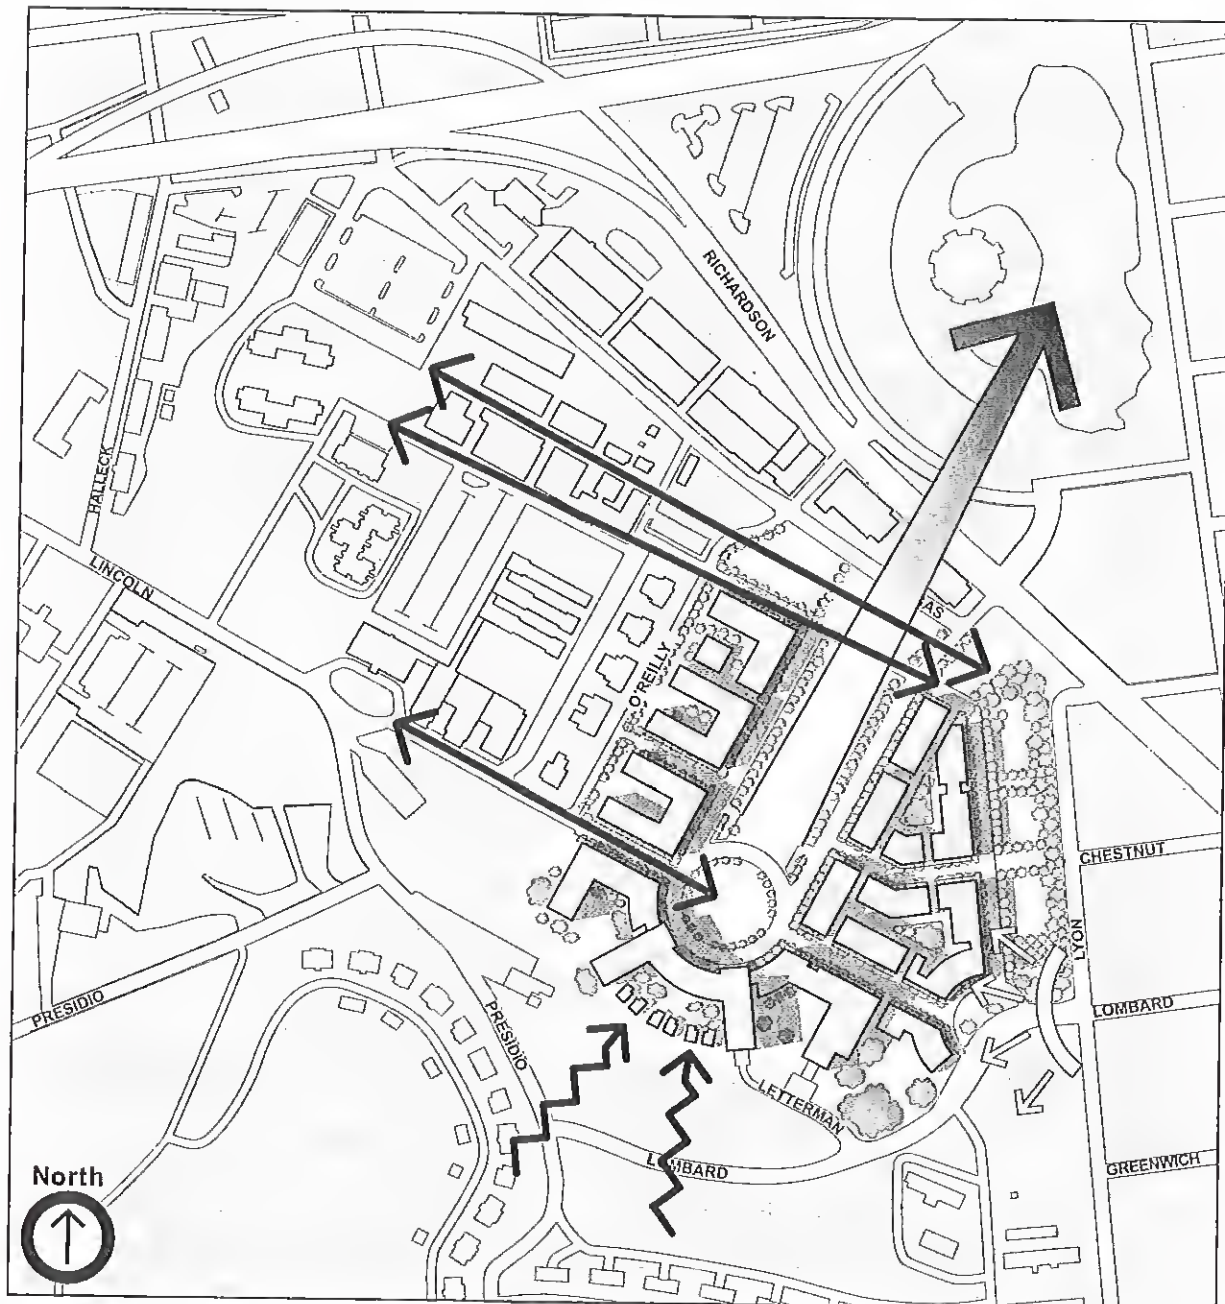 RICHARDSON
HALLECK
LINCOLN
AS
O'REILLY
CHESTNUT
LYON
PRESIDIO
PRESIDIO
LOMBARD
LETTERMAN
LOMBARD
GREENWICH
North